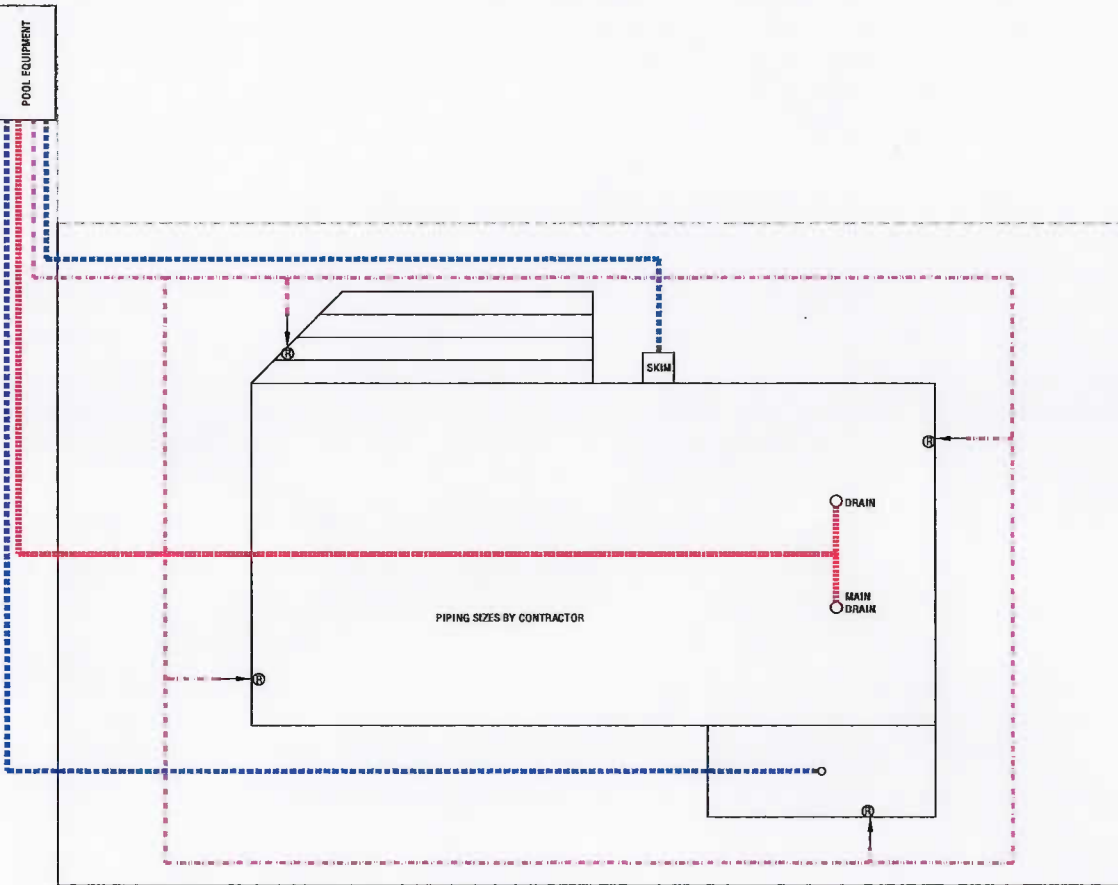 POOL EQUIPMENT
R
SKIM
R
DRAIN
MAIN
DRAIN
PIPING SIZES BY CONTRACTOR
R
R